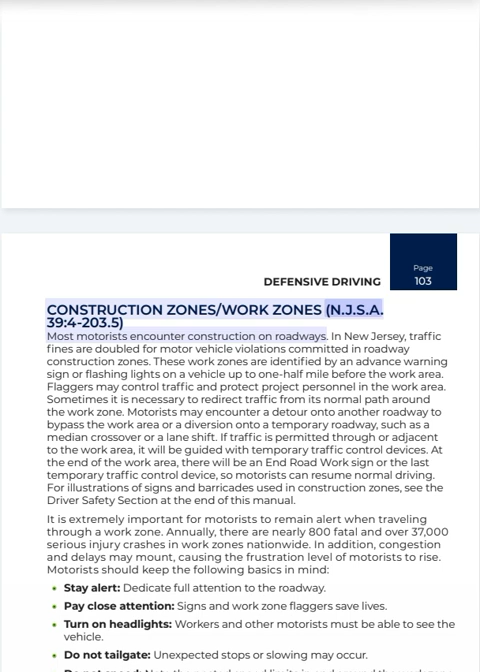 Page
103
DEFENSIVE DRIVING
CONSTRUCTION ZONES/WORK ZONES (N.J.S.A.
39:4-203.5)
Most motorists encounter construction on roadways. In New Jersey, traffic
fines are doubled for motor vehicle violations committed in roadway
construction zones. These work zones are identified by an advance warning
sign or flashing lights on a vehicle up to one-half mile before the work area.
Flaggers may control traffic and protect project personnel in the work area.
Sometimes it is necessary to redirect traffic from its normal path around
the work zone. Motorists may encounter a detour onto another roadway to
bypass the work area or a diversion onto a temporary roadway, such as a
median crossover or a lane shift. If traffic is permitted through or adjacent
to the work area, it will be guided with temporary traffic control devices. At
the end of the work area, there will be an End Road Work sign or the last
temporary traffic control device, so motorists can resume normal driving.
For illustrations of signs and barricades used in construction zones, see the
Driver Safety Section at the end of this manual.
It is extremely important for motorists to remain alert when traveling
through a work zone. Annually, there are nearly 800 fatal and over 37,000
serious injury crashes in work zones nationwide. In addition, congestion
and delays may mount, causing the frustration level of motorists to rise.
Motorists should keep the following basics in mind:
• Stay alert: Dedicate full attention to the roadway.
• Pay close attention: Signs and work zone flaggers save lives.
• Turn on headlights: Workers and other motorists must be able to see the
vehicle.
• Do not tailgate: Unexpected stops or slowing may occur.